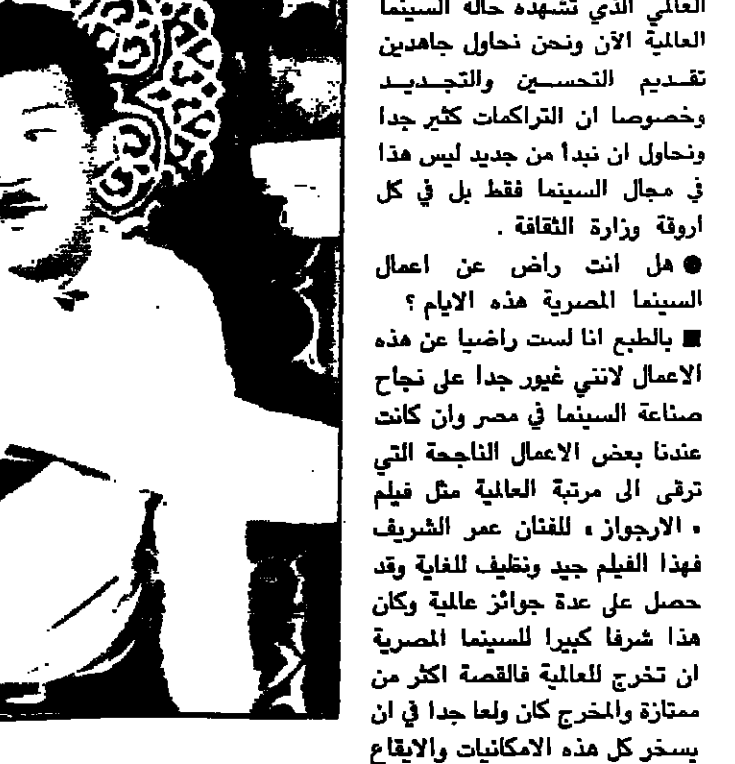 العالمي الذي تشهده حالة السينما
العالمية الآن ونحن نحاول جاهدين
تقـديم التحسـين والتجـديـد
وخصوصا ان التراكمات كثير جدا
ونحاول ان نبدأ من جديد ليس هذا
في مجال السينما فقط بل في كل
اروقة وزارة الثقافة .
● هل انت راض عن اعمال
السينما المصرية هذه الايام ؟
■ بالطبع انا لست راضيا عن هذه
الاعمال لانني غيور جدا على نجاح
صناعة السينما في مصر وان كانت
عندنا بعض الاعمال الناجحة التي
ترقى الى مرتبة العالمية مثل فيلم
« الارجواز » للفنان عمر الشريف
فهذا الفيلم جيد ونظيف للغاية وقد
حصل على عدة جوائز عالمية وكان
هذا شرفا كبيرا للسينما المصرية
ان تخرج للعالمية فالقصة اكثر من
ممتازة والمخرج كان ولعا جدا في ان
يسخر كل هذه الامكانيات والايقاع